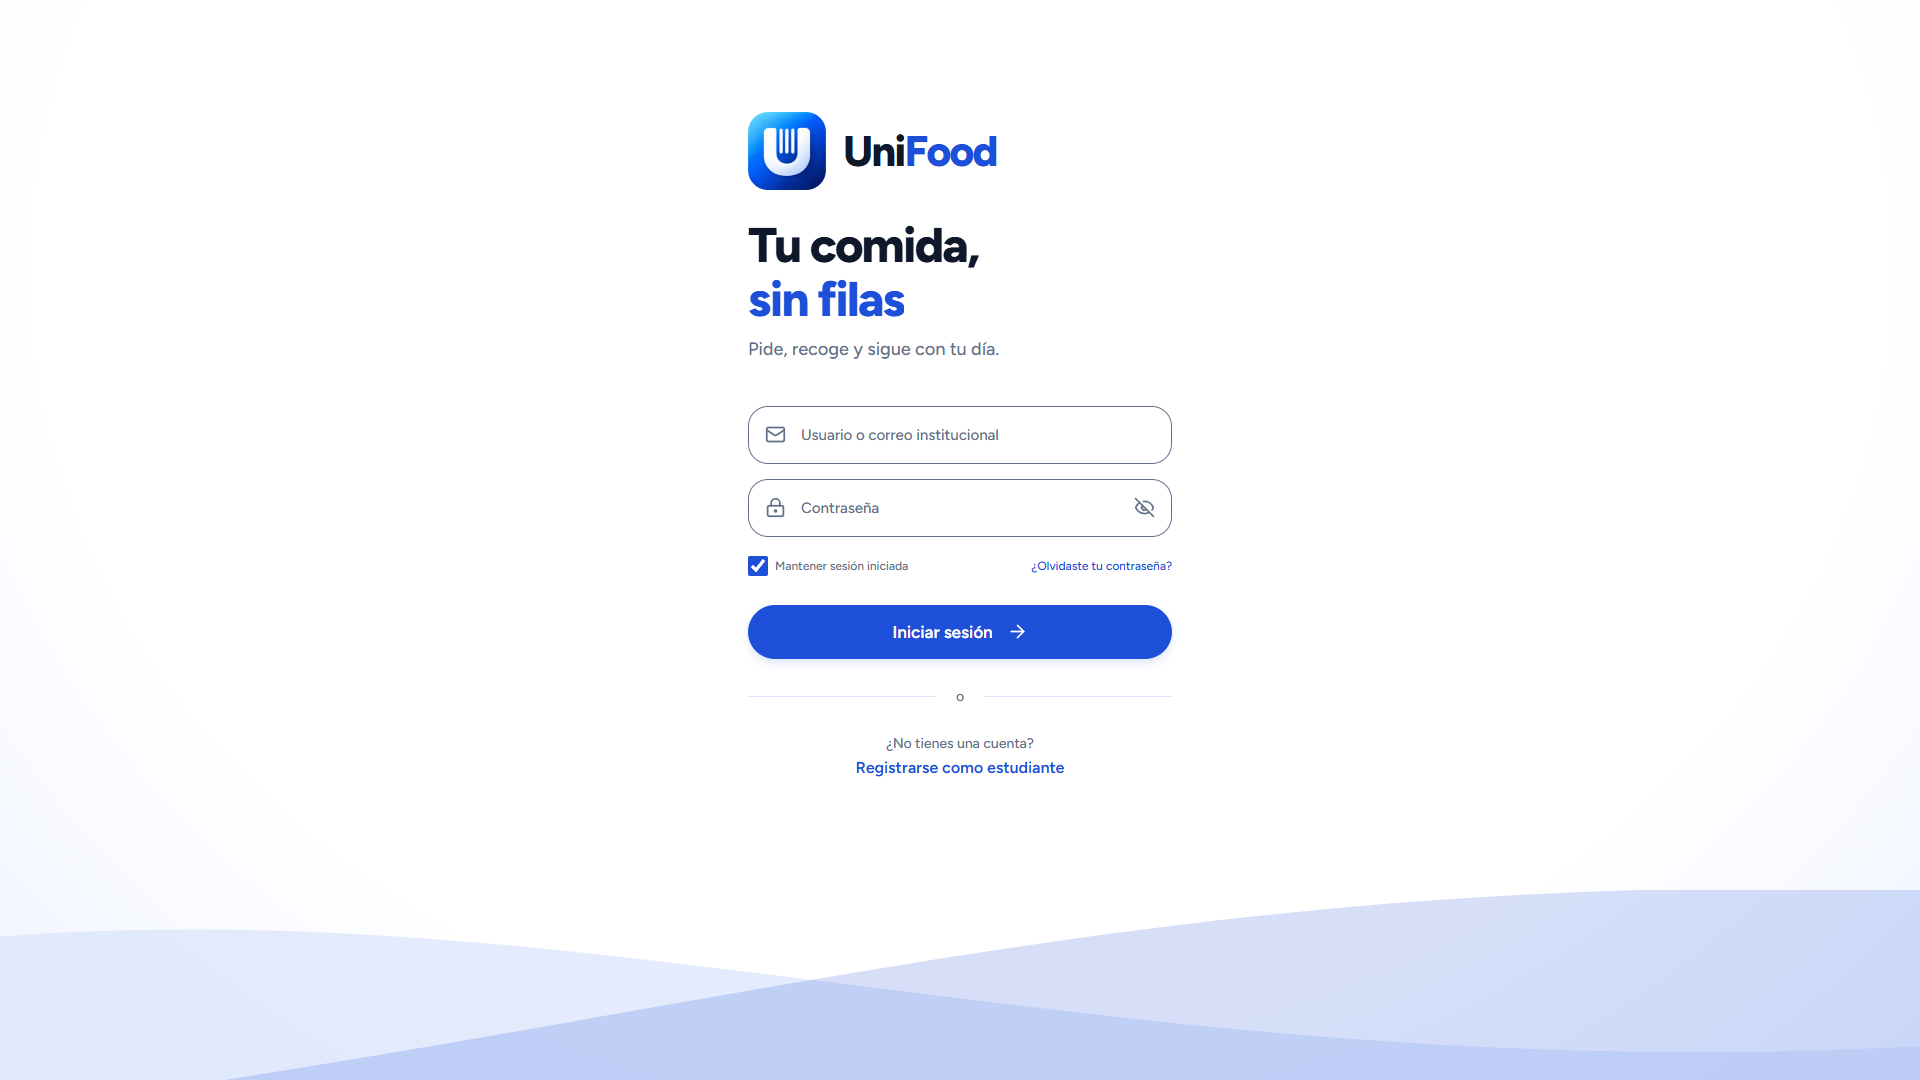 UniFood
Tu comida,
sin filas
Pide, recoge y sigue con tu día.
Usuario o correo institucional
Contraseña
Mantener sesión iniciada
¿Olvidaste tu contraseña?
Iniciar sesión
o
¿No tienes una cuenta?
Registrarse como estudiante